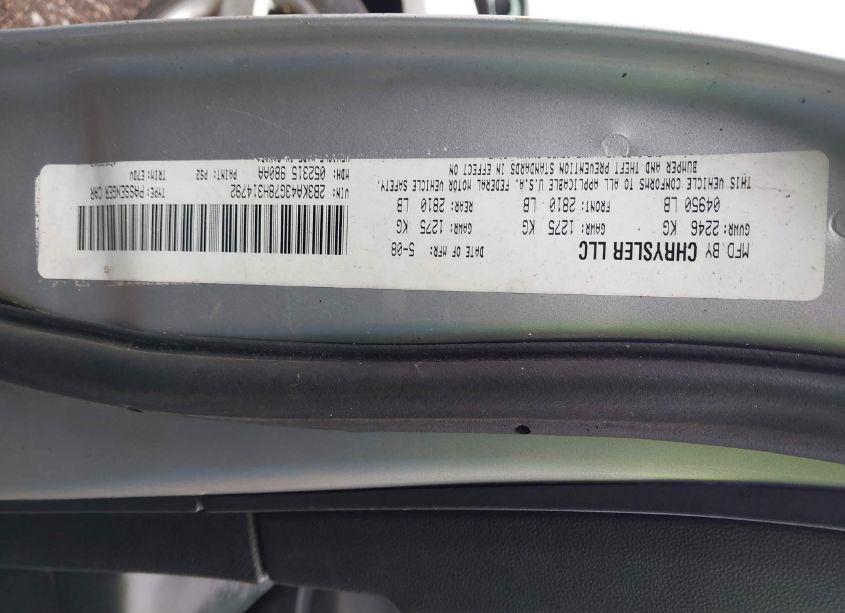 MFD BY CHRYSLER LLC DATE OF MFR: 5-08
GVWR: 2246 KG GAWR: 1275 KG GAWR: 1275 KG
04950 LB FRONT: 2810 LB REAR: 2810 LB
THIS VEHICLE CONFORMS TO ALL APPLICABLE U.S.A. FEDERAL MOTOR VEHICLE SAFETY,
BUMPER AND THEFT PREVENTION STANDARDS IN EFFECT ON
VIN: 2B3KA43G78H314792 TYPE: PASSENGER CAR
MDH: 052315 980AA PAINT: PS2 TRIM: